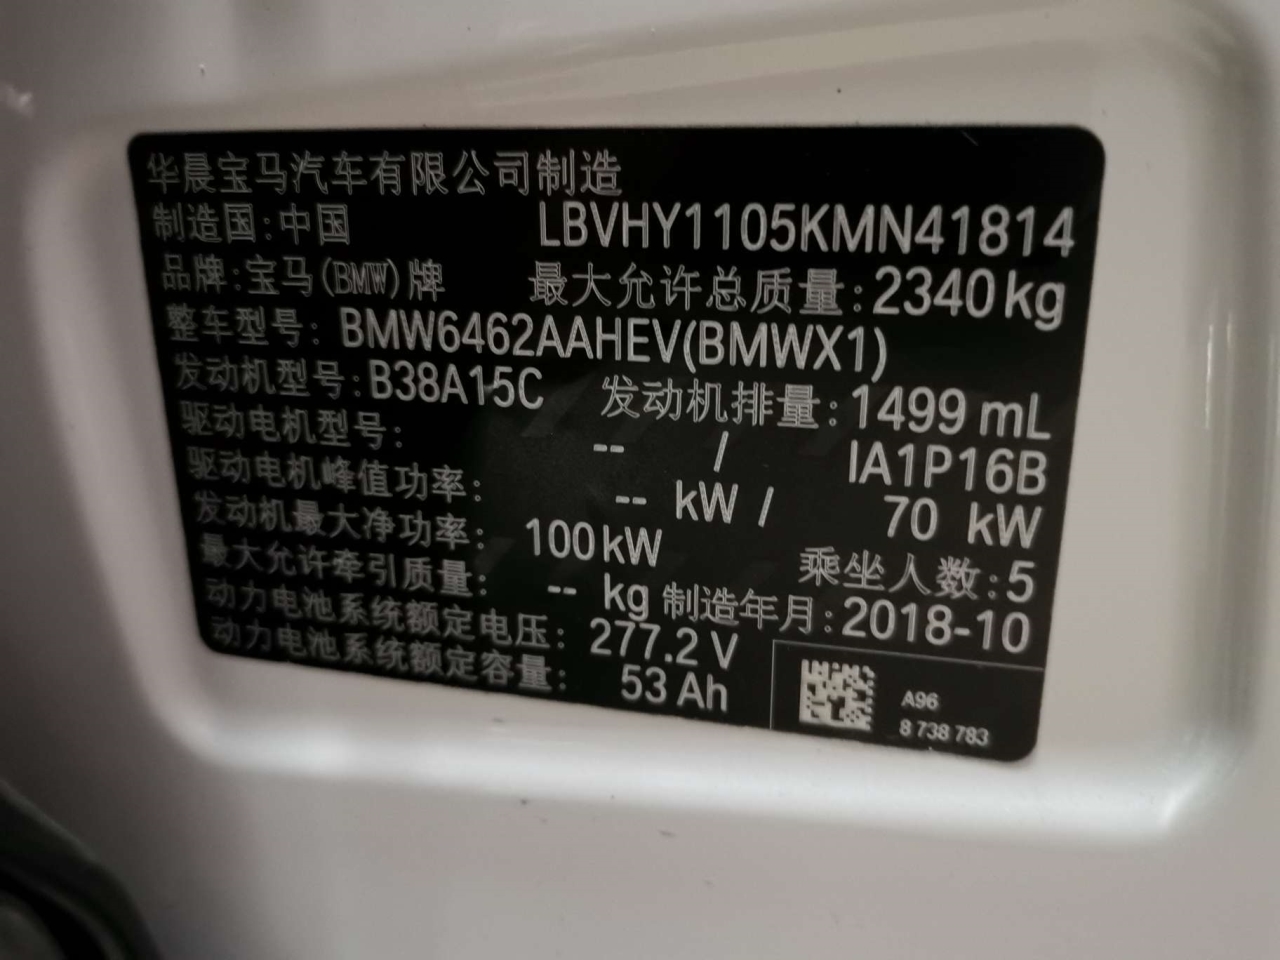 华晨宝马汽车有限公司制造
制造国:中国 LBVHY1105KMN41814
品牌:宝马(BMW)牌 最大允许总质量:2340kg
整车型号: BMW6462AAHEV(BMWX1)
发动机型号:B38A15C 发动机排量:1499 mL
驱动电机型号: -- / IA1P16B
驱动电机峰值功率: -- kW / 70 kW
发动机最大净功率: 100kW 乘坐人数:5
最大允许牵引质量: -- kg 制造年月:2018-10
动力电池系统额定电压: 277.2 V
动力电池系统额定容量: 53 Ah
A96
8 738 783